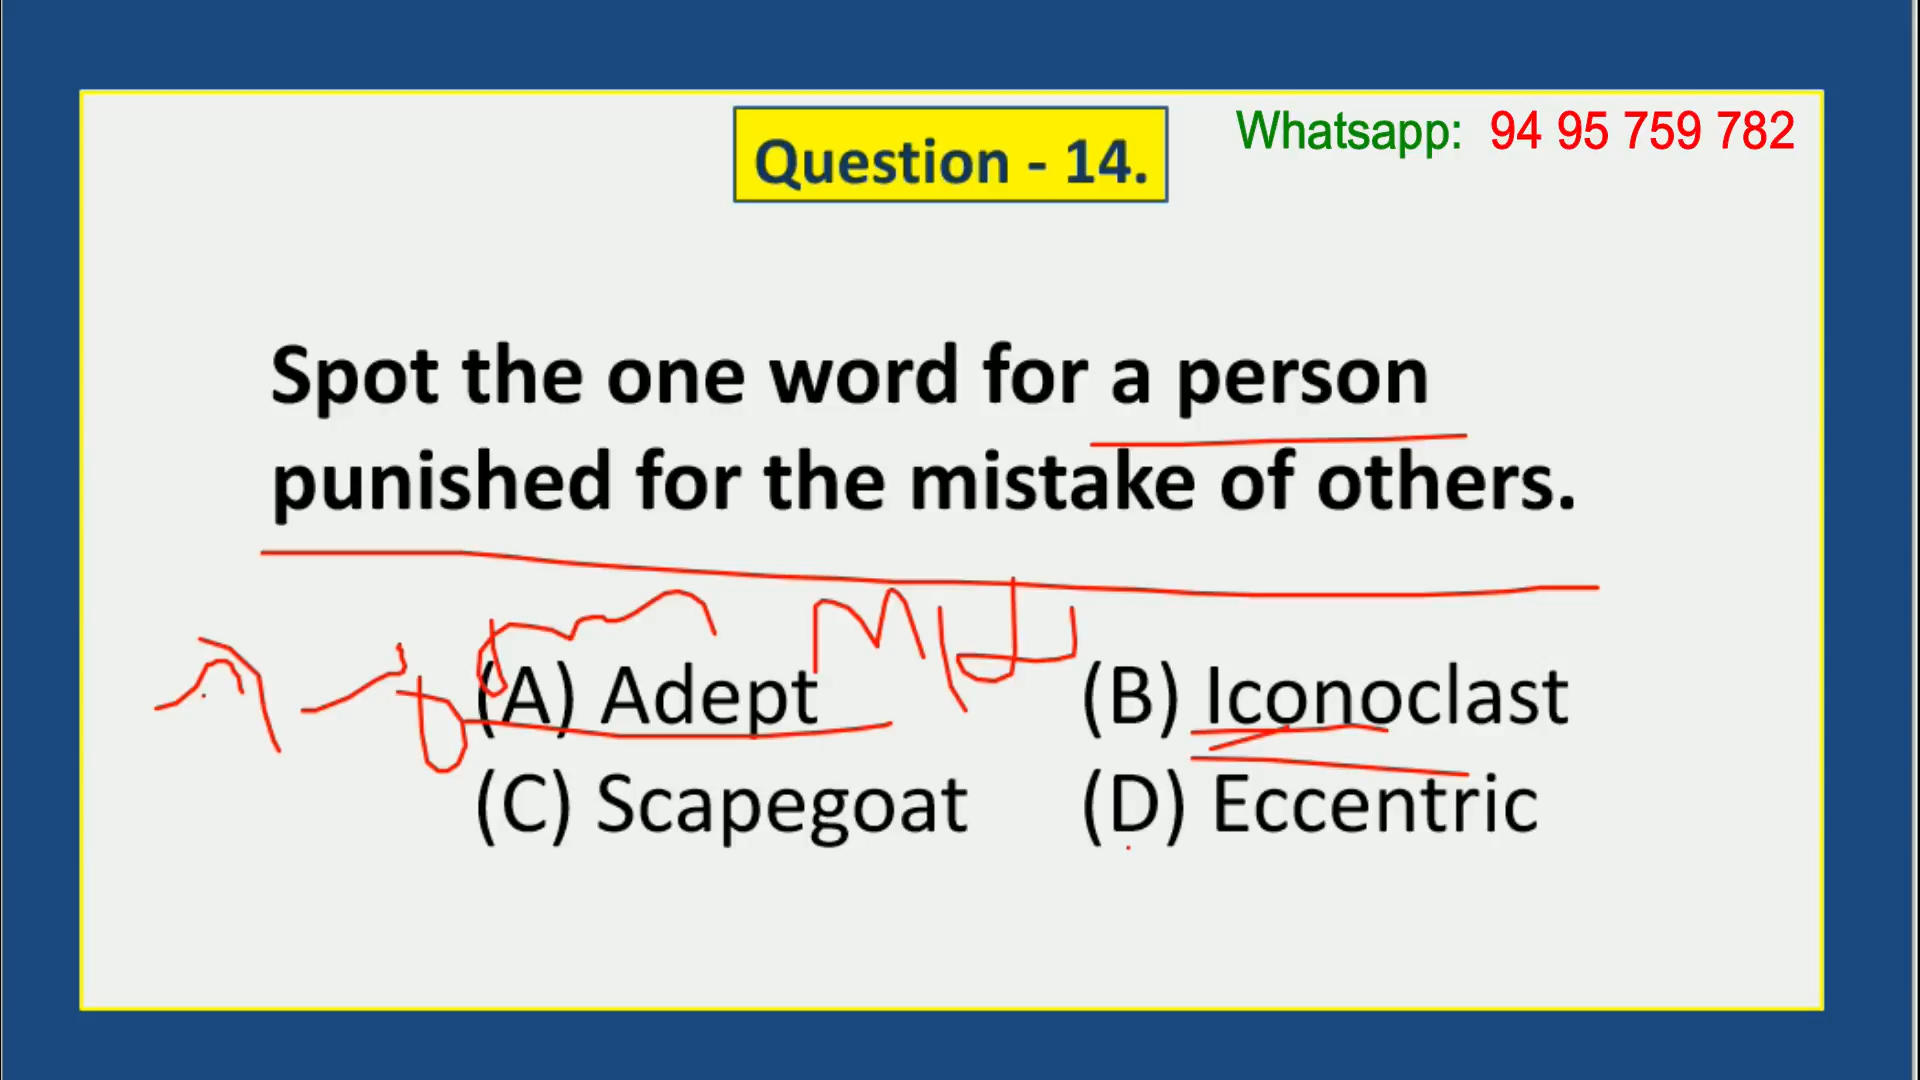 Question - 14.
Whatsapp: 94 95 759 782
Spot the one word for a person
punished for the mistake of others.
(A) Adept (B) Iconoclast
(C) Scapegoat (D) Eccentric